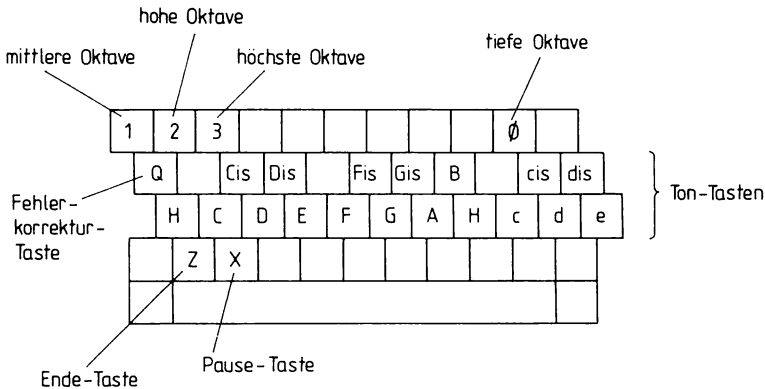 hohe Oktave
mittlere Oktave
höchste Oktave
tiefe Oktave
1 2 3 Ø
Q Cis Dis Fis Gis B cis dis
Ton-Tasten
H C D E F G A H c d e
Fehler-
korrektur-
Taste
Z X
Pause-Taste
Ende-Taste